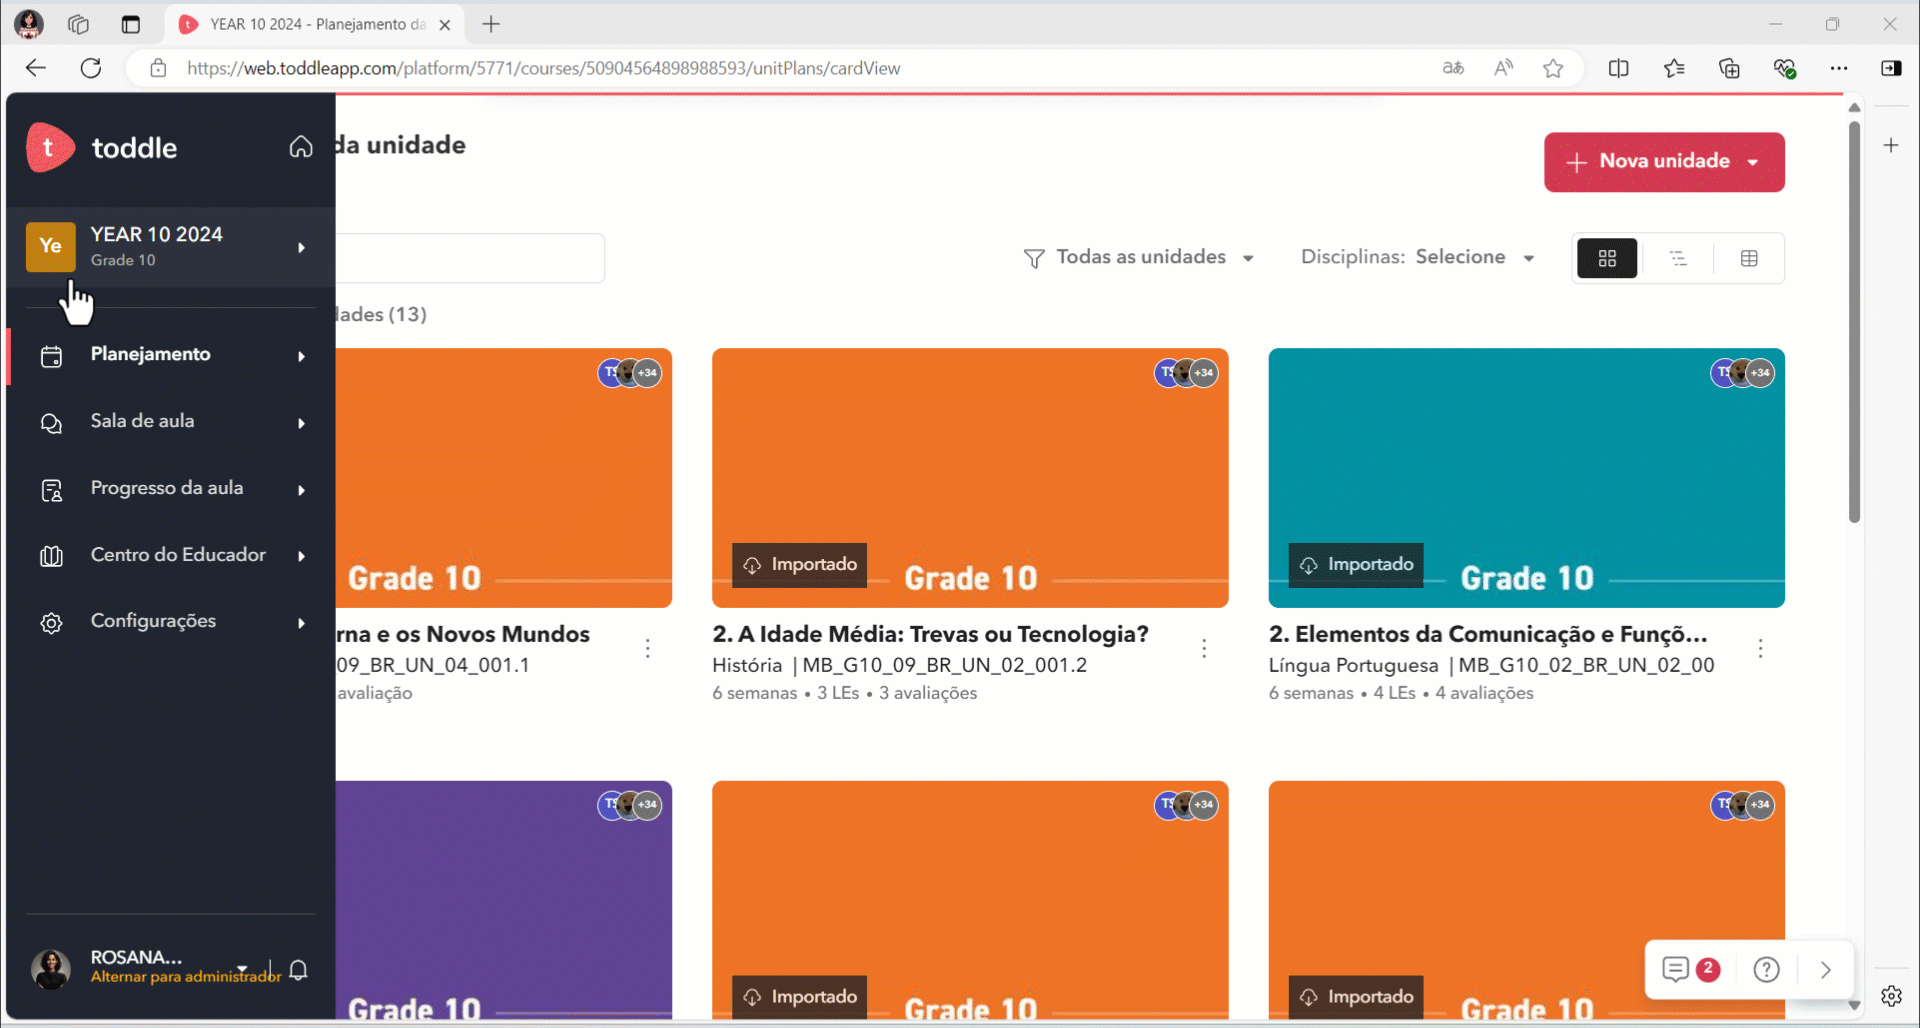 YEAR 10 2024 - Planejamento da
https://web.toddleapp.com/platform/5771/courses/50904564898988593/unitPlans/cardView
t toddle
da unidade
Nova unidade
Ye
YEAR 10 2024
Grade 10
Todas as unidades
Disciplinas: Selecione
dades (13)
Planejamento
Sala de aula
Progresso da aula
Centro do Educador
Configurações
TS +34
TS +34
TS +34
Grade 10
Importado
Grade 10
Importado
Grade 10
rna e os Novos Mundos
09_BR_UN_04_001.1
avaliação
2. A Idade Média: Trevas ou Tecnologia?
História | MB_G10_09_BR_UN_02_001.2
6 semanas • 3 LEs • 3 avaliações
2. Elementos da Comunicação e Funçõ...
Língua Portuguesa | MB_G10_02_BR_UN_02_00
6 semanas • 4 LEs • 4 avaliações
TS +34
TS +34
TS +34
Grade 10
Importado
Grade 10
Importado
Grade 10
ROSANA...
Alternar para administrador
2